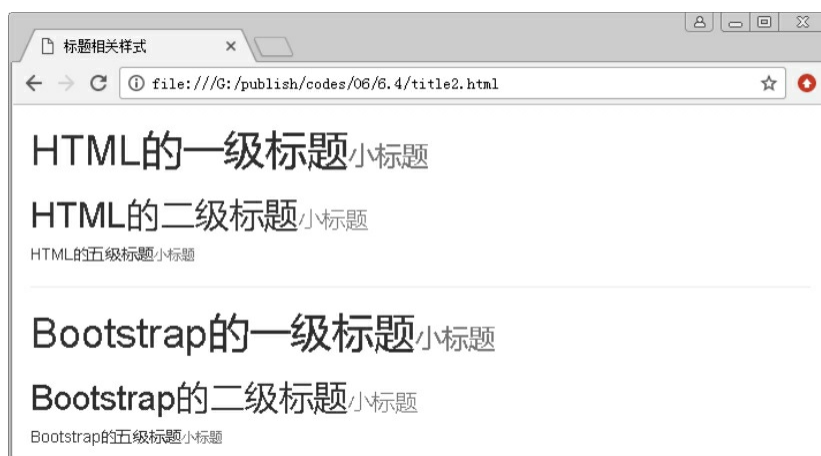 标题相关样式
file:///G:/publish/codes/06/6.4/title2.html
HTML的一级标题小标题
HTML的二级标题小标题
HTML的五级标题小标题
Bootstrap的一级标题小标题
Bootstrap的二级标题小标题
Bootstrap的五级标题小标题